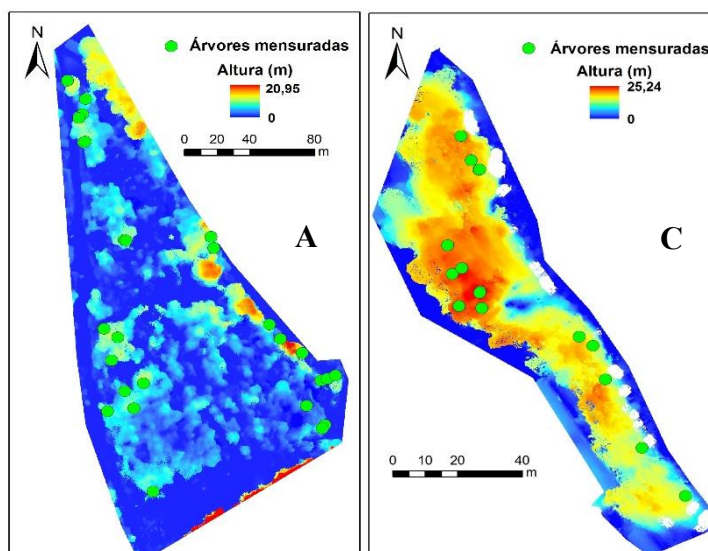 N
Árvores mensuradas
Altura (m)
20,95
0
0 20 40 80
m
A
N
Árvores mensuradas
Altura (m)
25,24
0
C
0 10 20 40
m